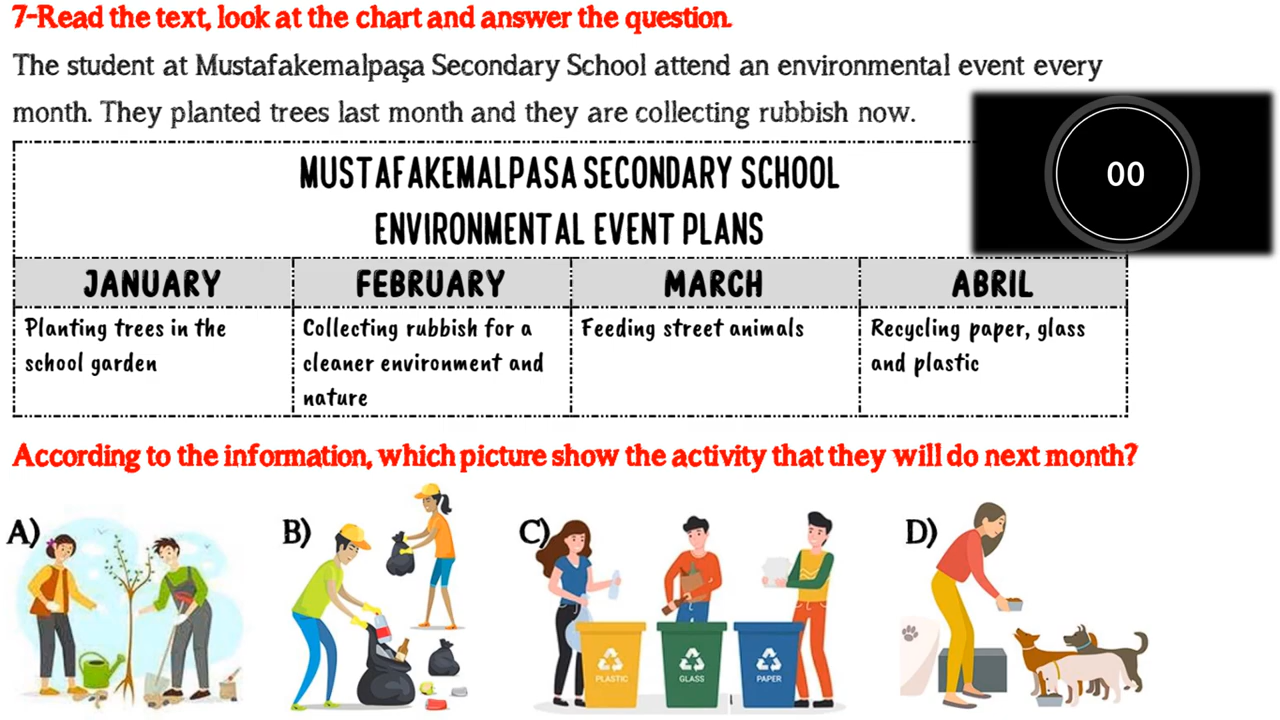 7-Read the text, look at the chart and answer the question.
The student at Mustafakemalpaşa Secondary School attend an environmental event every
month. They planted trees last month and they are collecting rubbish now.
00
MUSTAFAKEMALPASA SECONDARY SCHOOL
ENVIRONMENTAL EVENT PLANS
JANUARY FEBRUARY MARCH ABRIL
Planting trees in the school garden
Collecting rubbish for a cleaner environment and nature
Feeding street animals
Recycling paper, glass and plastic
According to the information, which picture show the activity that they will do next month?
A) B) C) D)
PLASTIC GLASS PAPER